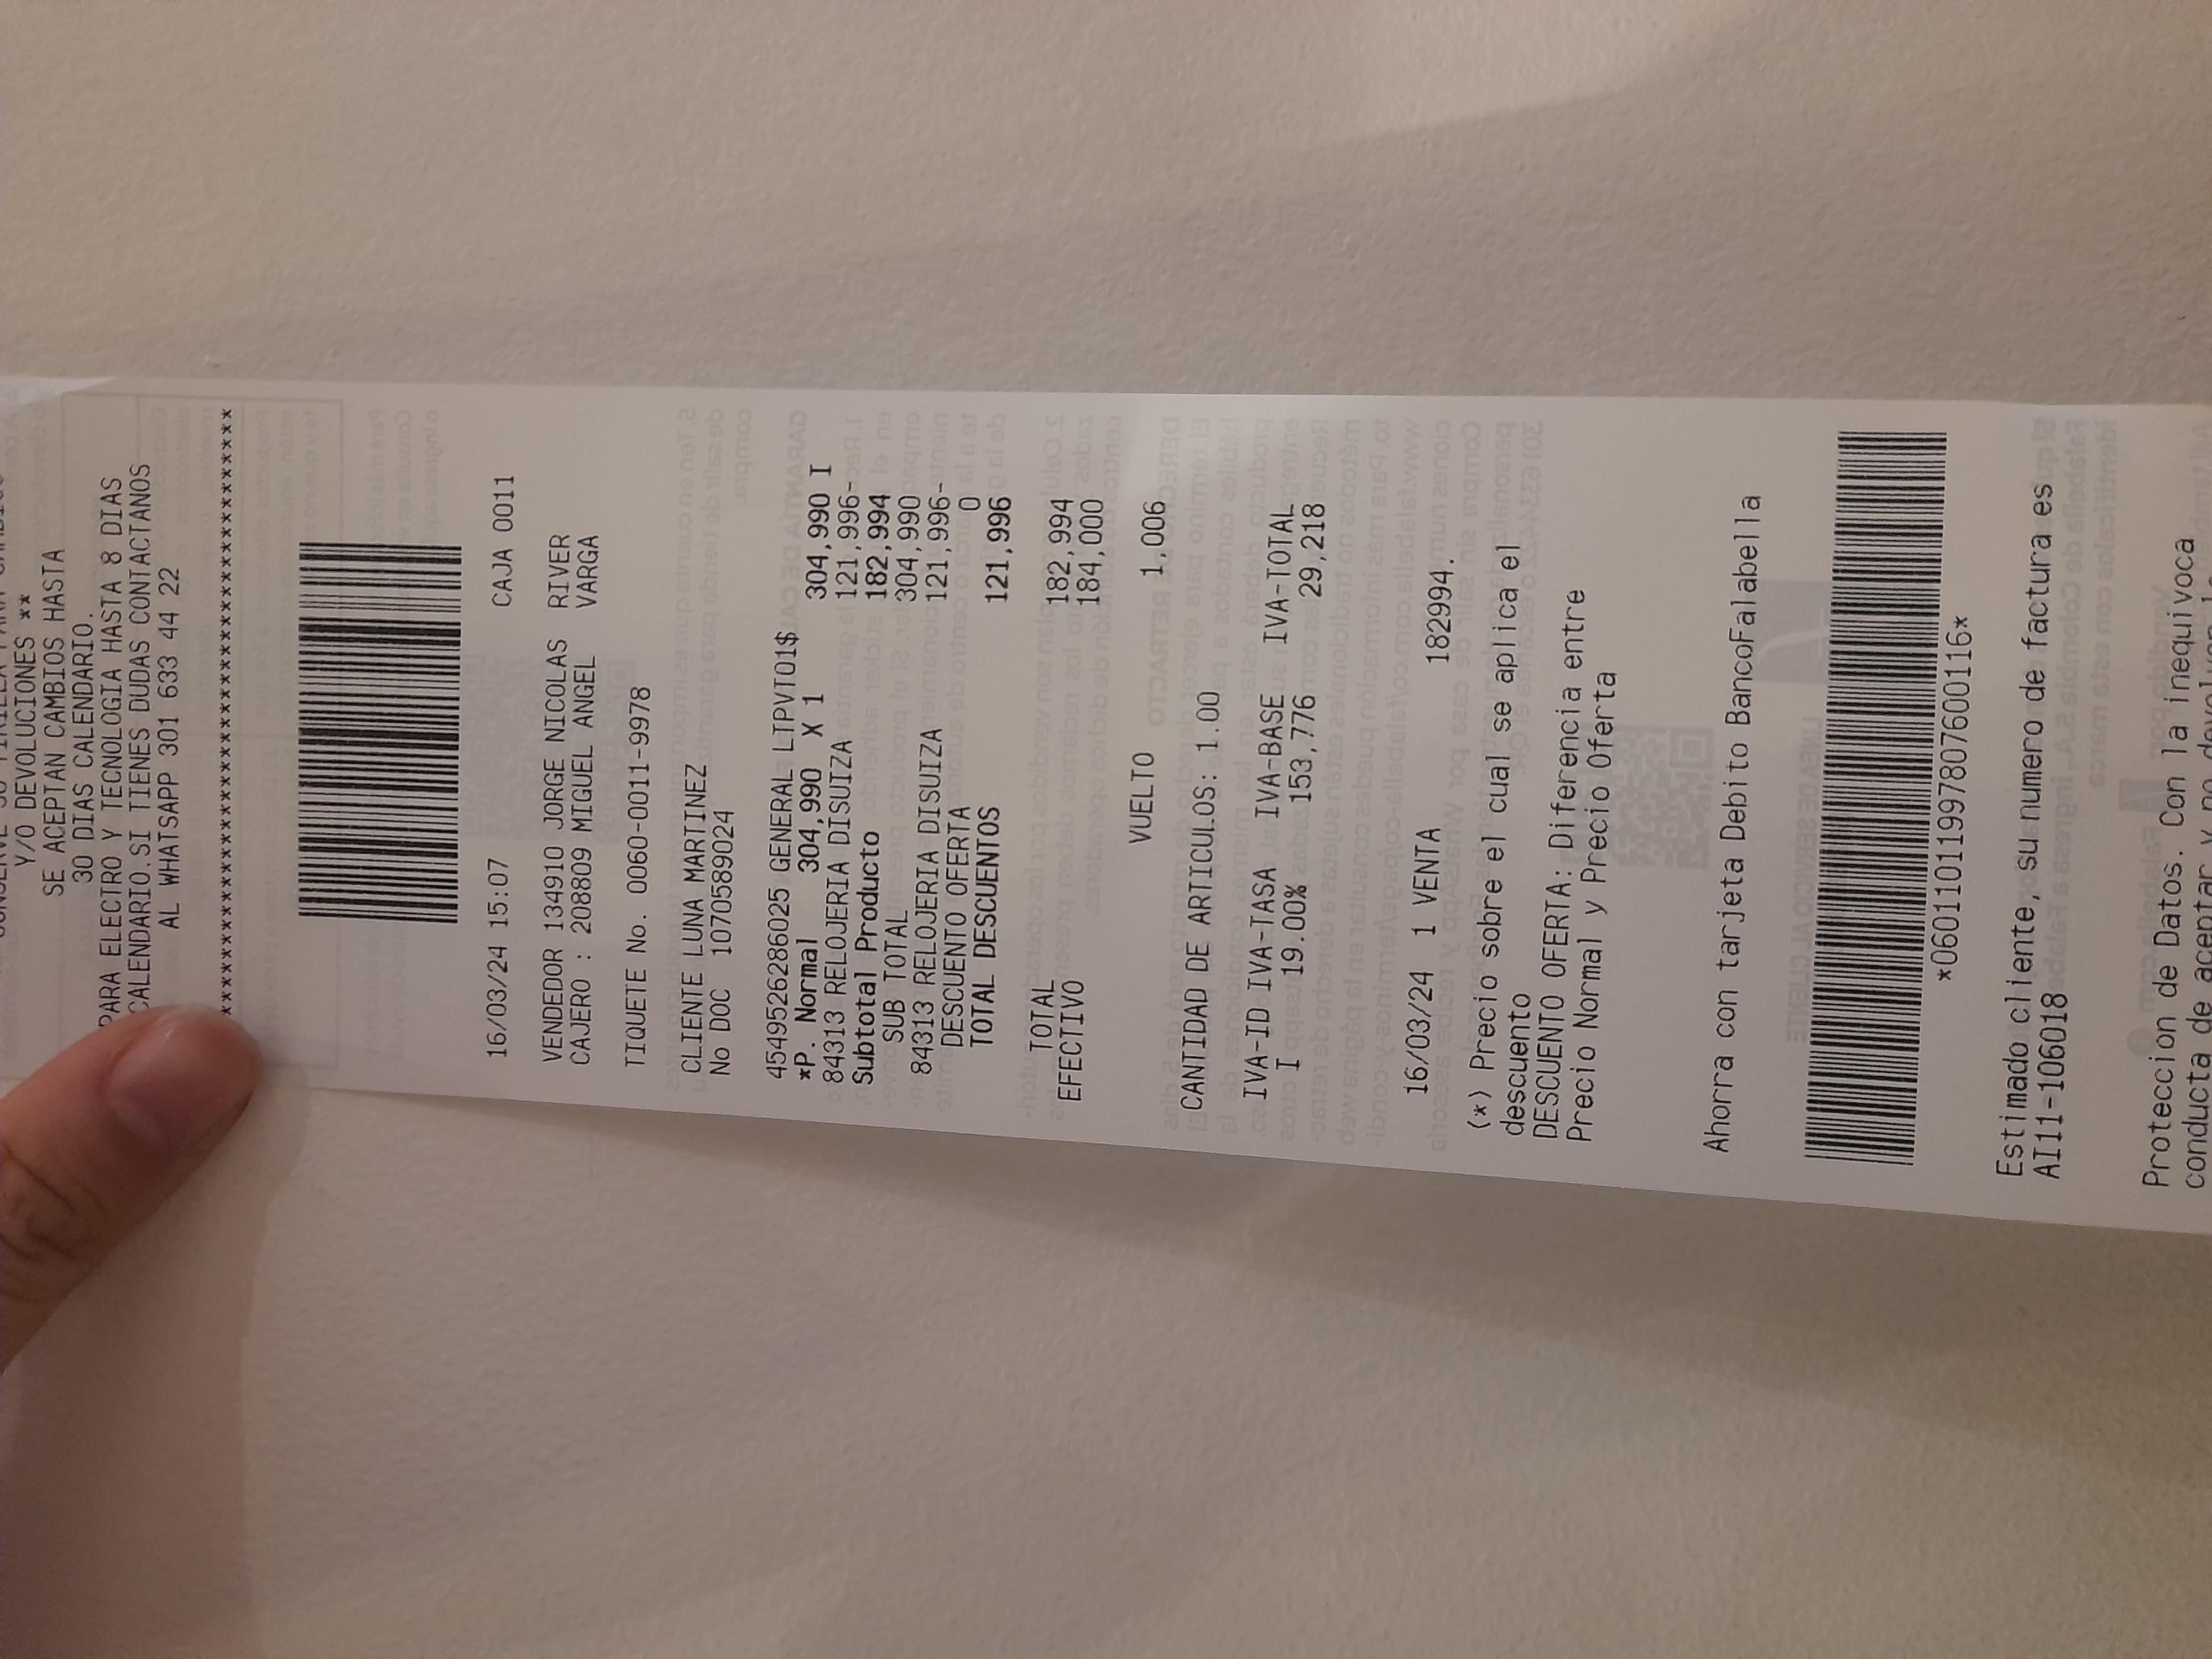 Y/O DEVOLUCIONES **
SE ACEPTAN CAMBIOS HASTA
30 DIAS CALENDARIO.
PARA ELECTRO Y TECNOLOGIA HASTA 8 DIAS
CALENDARIO.SI TIENES DUDAS CONTACTANOS
AL WHATSAPP 301 633 44 22
16/03/24 15:07 CAJA 0011
VENDEDOR 134910 JORGE NICOLAS RIVER
CAJERO : 208809 MIGUEL ANGEL VARGA
TIQUETE No. 0060-0011-9978
CLIENTE LUNA MARTINEZ
No DOC 1070589024
4549526286025 GENERAL LIPVT01$
*P. Normal 304,990 X 1 304,990 I
84313 RELOJERIA DISUIZA 121,996-
Subtotal Producto 182,994
SUB TOTAL 304,990
84313 RELOJERIA DISUIZA 121,996-
DESCUENTO OFERTA 0
TOTAL DESCUENTOS 121,996
TOTAL 182,994
EFECTIVO 184,000
VUELTO 1,006
CANTIDAD DE ARTICULOS: 1.00
IVA-ID IVA-TASA IVA-BASE IVA-TOTAL
I 19.00% 153,776 29,218
16/03/24 1 VENTA 182994.
(*) Precio sobre el cual se aplica el
descuento
DESCUENTO OFERTA: Diferencia entre
Precio Normal y Precio Oferta
Ahorra con tarjeta Debito BancoFalabella
*06011011997807600116*
Estimado cliente, su numero de factura es
AI11-106018
Proteccion de Datos. Con la inequivoca
conducta de aceptar y no devolver la